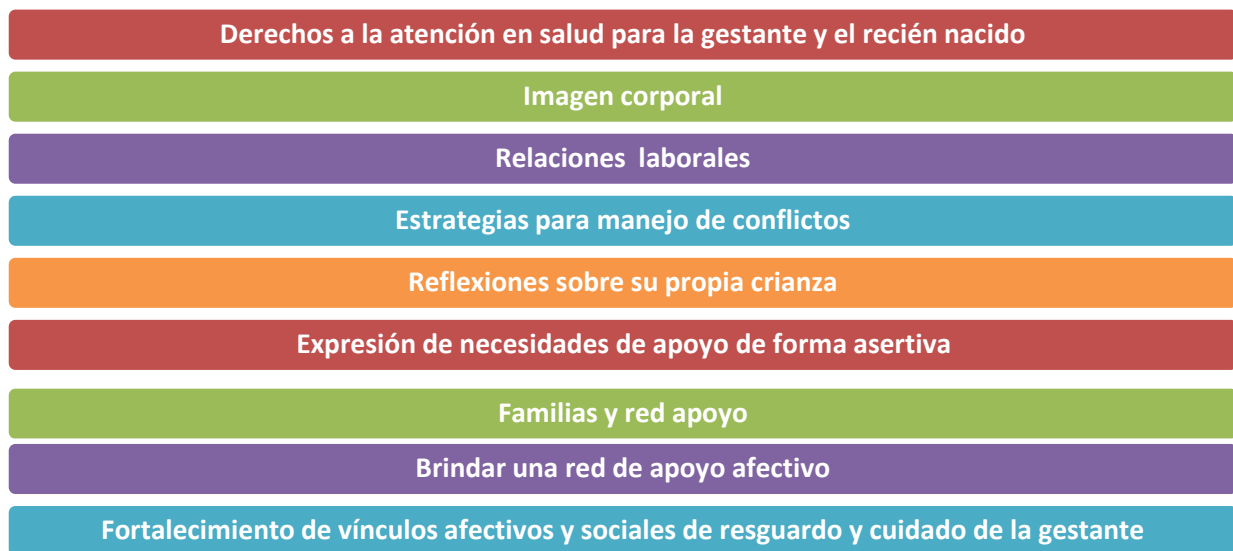 Derechos a la atención en salud para la gestante y el recién nacido
Imagen corporal
Relaciones laborales
Estrategias para manejo de conflictos
Reflexiones sobre su propia crianza
Expresión de necesidades de apoyo de forma asertiva
Familias y red apoyo
Brindar una red de apoyo afectivo
Fortalecimiento de vínculos afectivos y sociales de resguardo y cuidado de la gestante